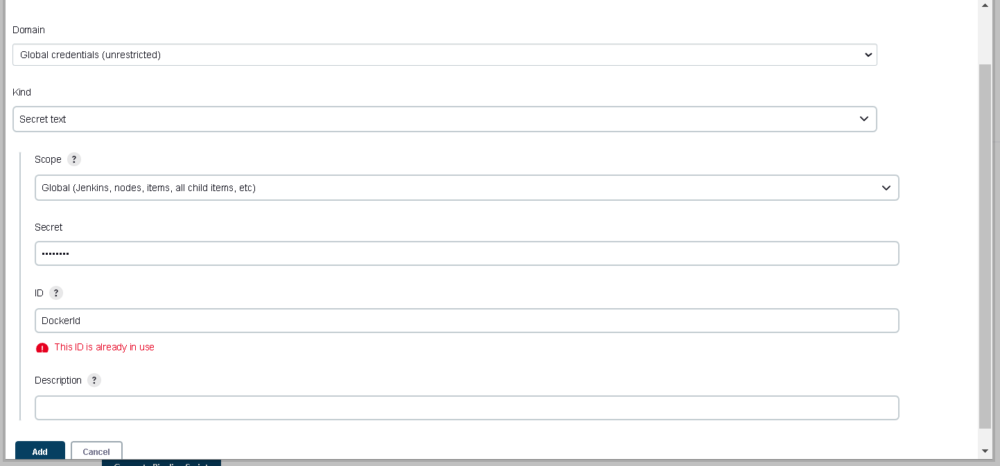 Domain
Global credentials (unrestricted)
Kind
Secret text
Scope ?
Global (Jenkins, nodes, items, all child items, etc)
Secret
••••••••
ID ?
DockerId
This ID is already in use
Description ?
Add Cancel